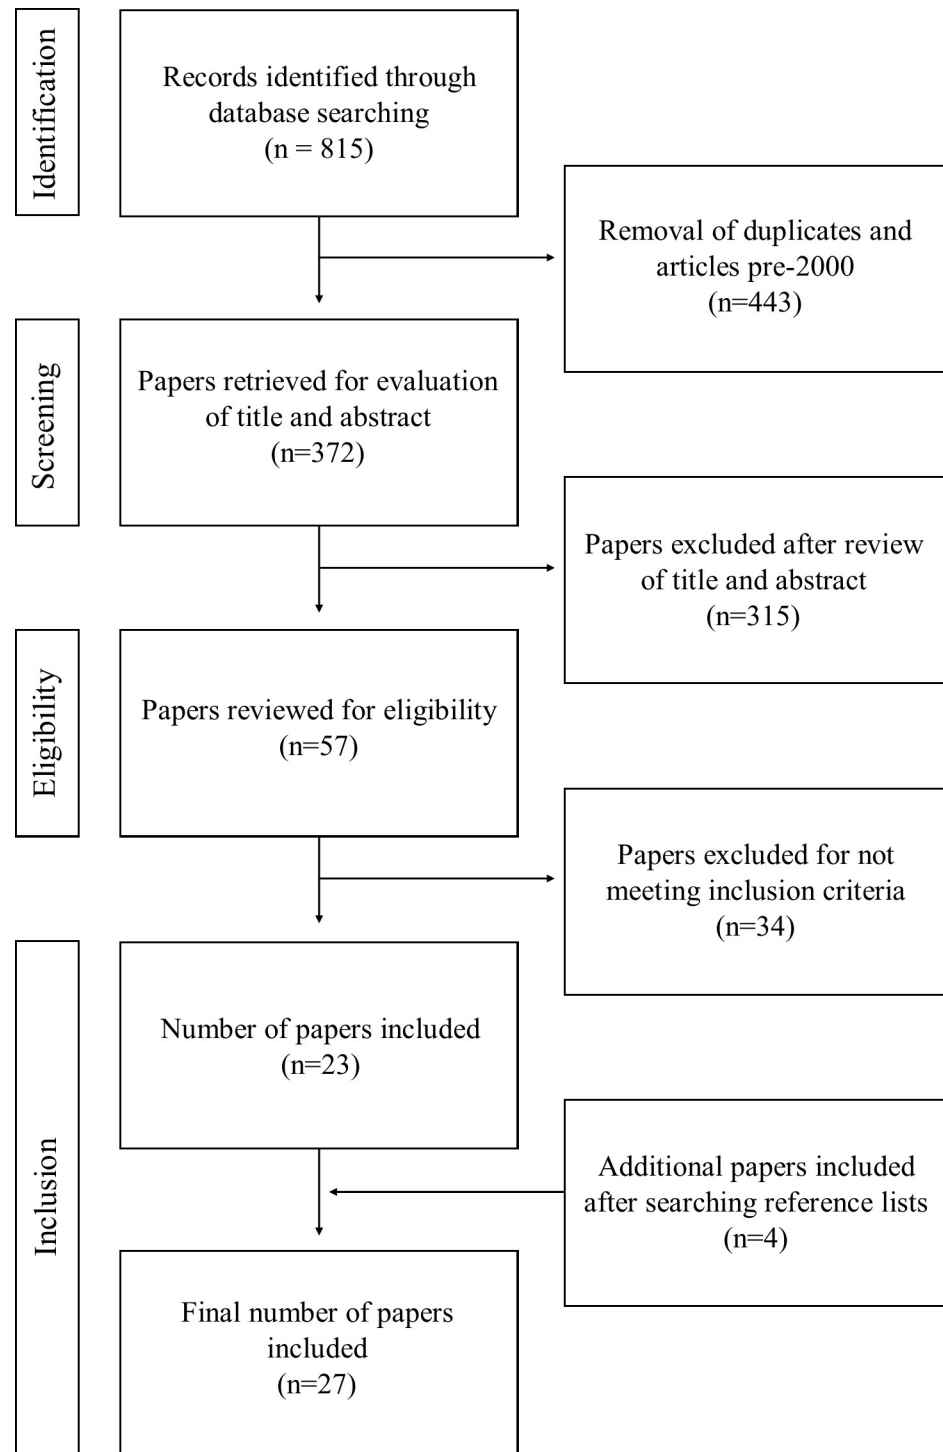 Identification
Records identified through
database searching
(n = 815)
Removal of duplicates and
articles pre-2000
(n=443)
Screening
Papers retrieved for evaluation
of title and abstract
(n=372)
Papers excluded after review
of title and abstract
(n=315)
Eligibility
Papers reviewed for eligibility
(n=57)
Papers excluded for not
meeting inclusion criteria
(n=34)
Inclusion
Number of papers included
(n=23)
Additional papers included
after searching reference lists
(n=4)
Final number of papers
included
(n=27)